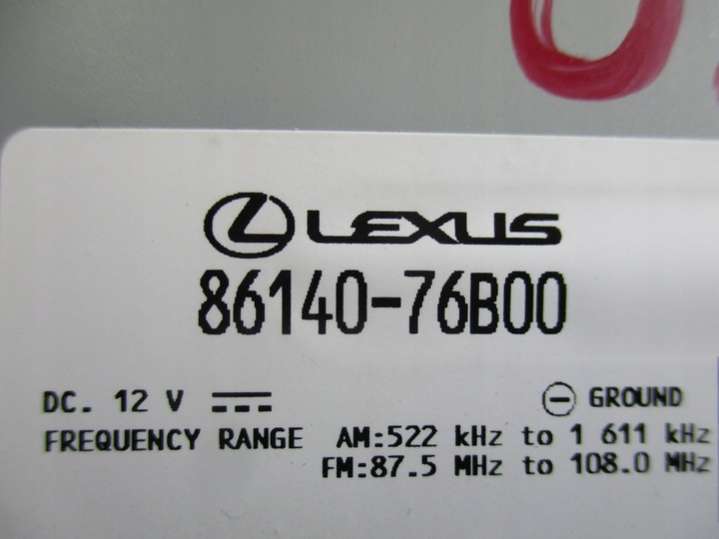 LEXUS
86140-76B00
DC. 12 V ⎓ ⊖ GROUND
FREQUENCY RANGE AM:522 kHz to 1 611 kHz
FM:87.5 MHz to 108.0 MHz